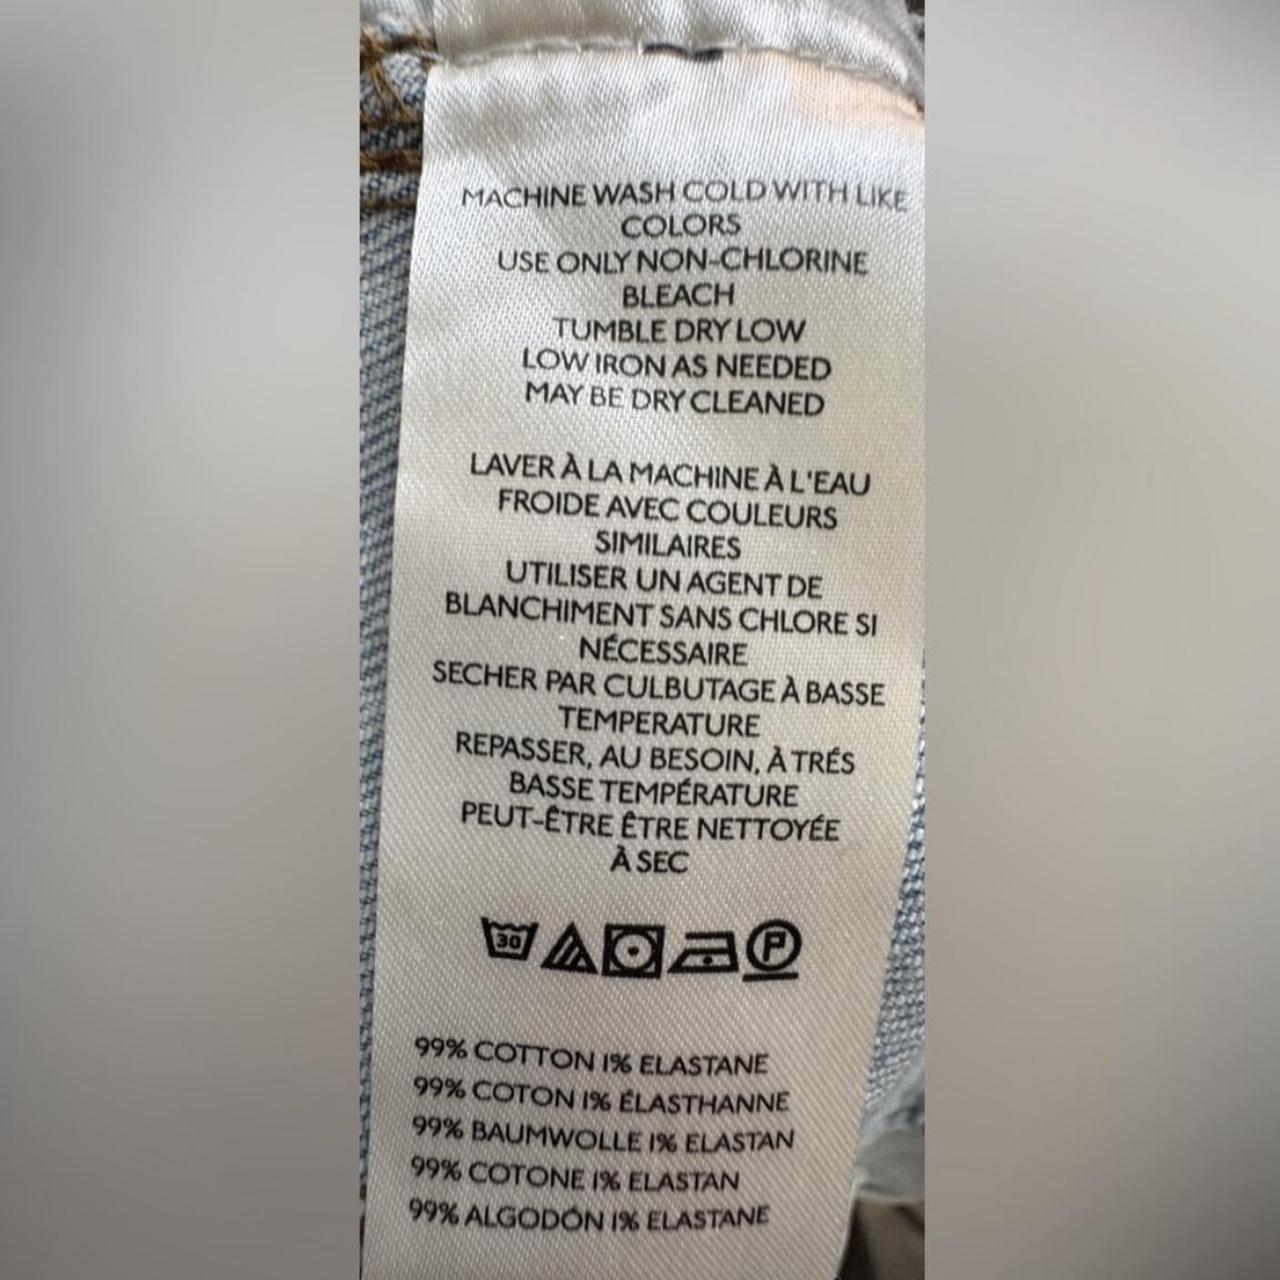 MACHINE WASH COLD WITH LIKE
COLORS
USE ONLY NON-CHLORINE
BLEACH
TUMBLE DRY LOW
LOW IRON AS NEEDED
MAY BE DRY CLEANED
LAVER À LA MACHINE À L'EAU
FROIDE AVEC COULEURS
SIMILAIRES
UTILISER UN AGENT DE
BLANCHIMENT SANS CHLORE SI
NÉCESSAIRE
SECHER PAR CULBUTAGE À BASSE
TEMPERATURE
REPASSER, AU BESOIN, À TRÉS
BASSE TEMPÉRATURE
PEUT-ÊTRE ÊTRE NETTOYÉE
À SEC
30 P
99% COTTON 1% ELASTANE
99% COTON 1% ÉLASTHANNE
99% BAUMWOLLE 1% ELASTAN
99% COTONE 1% ELASTAN
99% ALGODÓN 1% ELASTANE